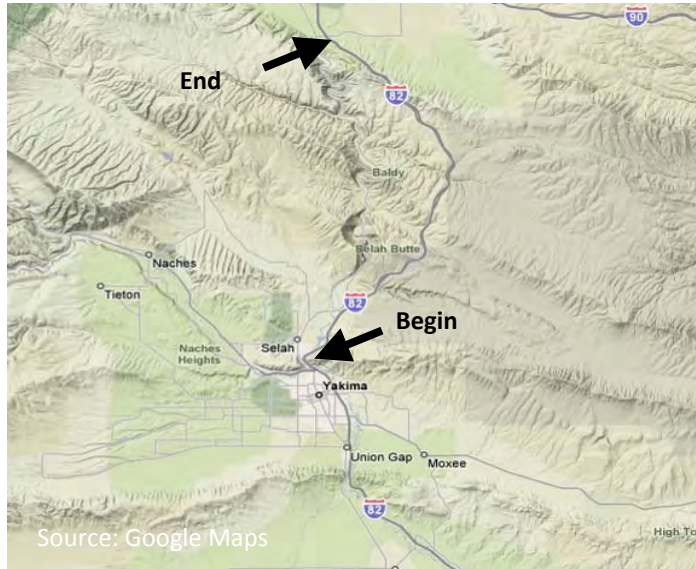 90
End
82
Baldy
Selah Butte
Naches
Tieton
82
Begin
Selah
Naches
Heights
Yakima
Union Gap
Moxee
82
High To
Source: Google Maps